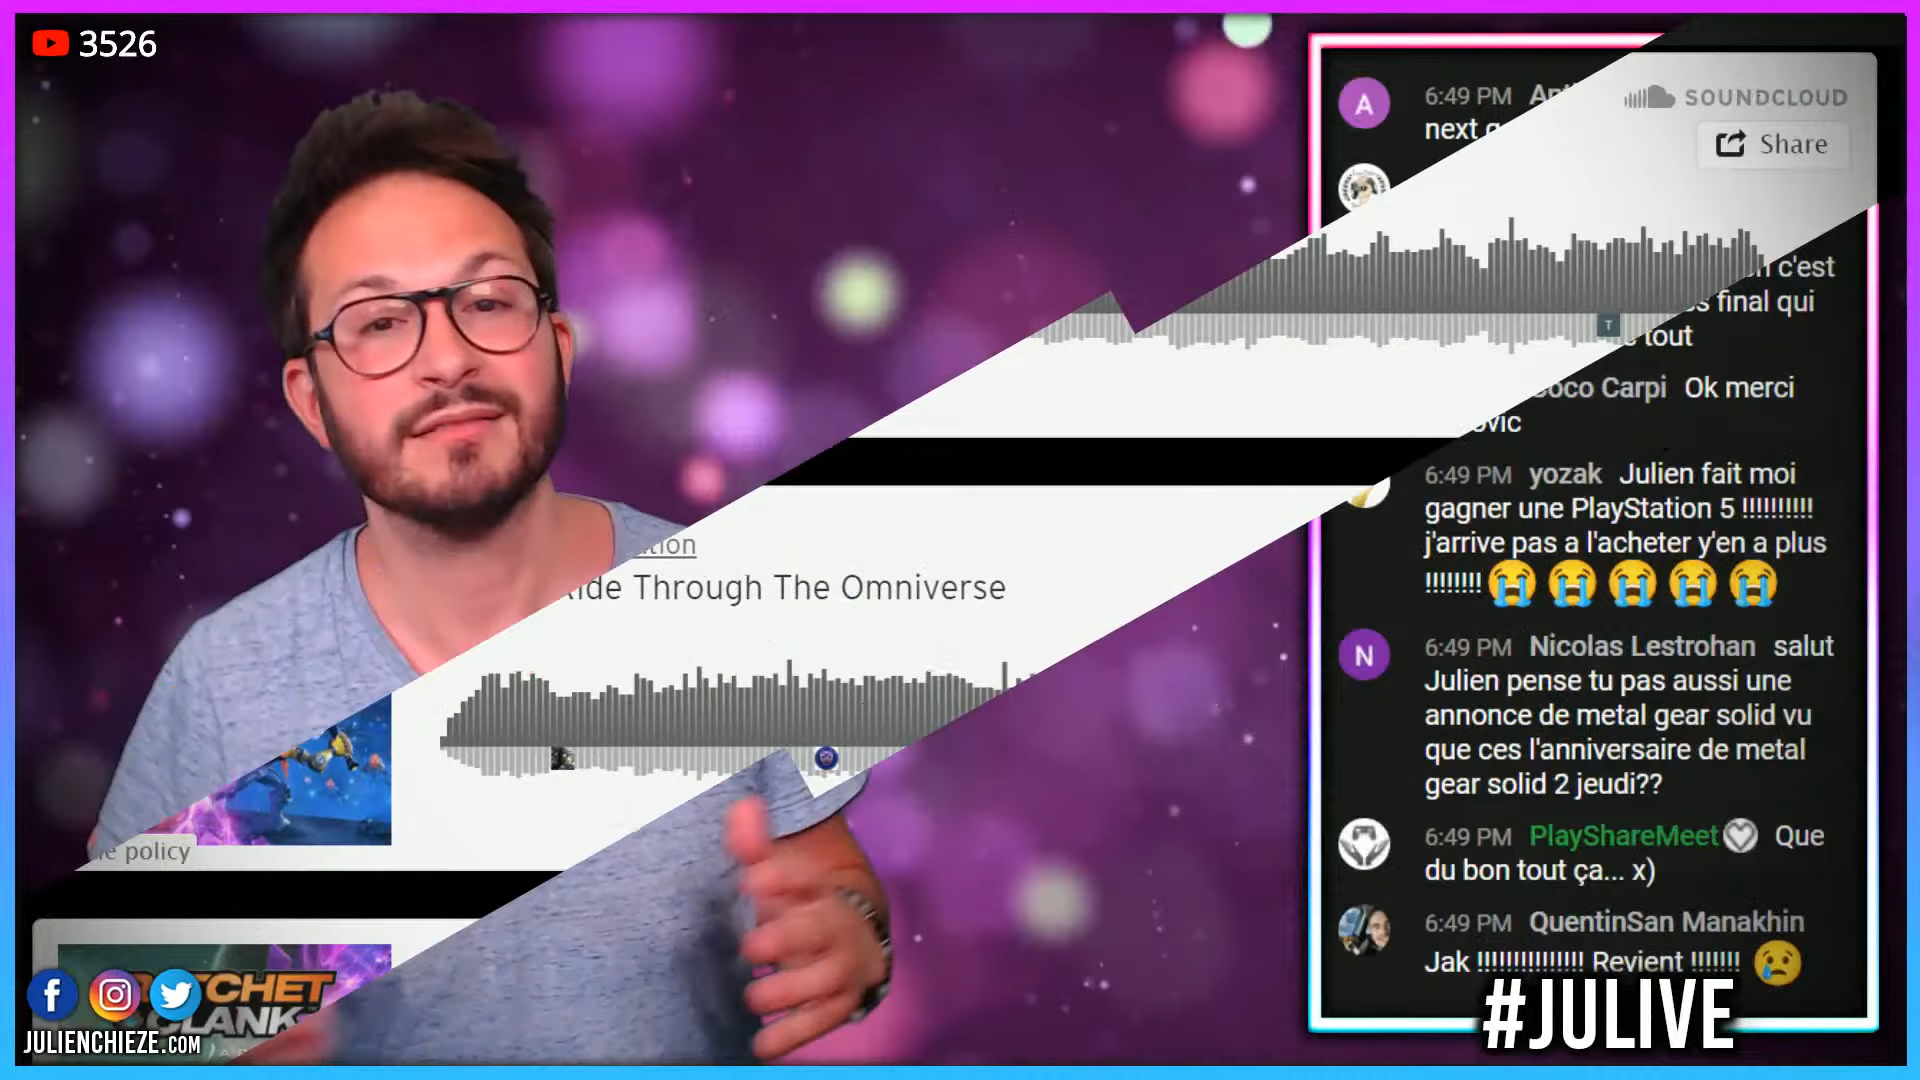 3526
6:49 PM
next
SOUNDCLOUD
Share
c'est
final qui
tout
T
Carpi Ok merci
6:49 PM yozak Julien fait moi
gagner une PlayStation 5 !!!!!!!!!!
j'arrive pas a l'acheter y'en a plus
!!!!!!!! 😭 😭 😭 😭 😭
N
6:49 PM Nicolas Lestrohan salut
Julien pense tu pas aussi une
annonce de metal gear solid vu
que ces l'anniversaire de metal
gear solid 2 jeudi??
6:49 PM PlayShareMeet Que
du bon tout ça... x)
6:49 PM QuentinSan Manakhin
Jak !!!!!!!!!!!!!! Revient !!!!!!! 😢
#JULIVE
A
Through The Omniverse
policy
CLANK
JULIENCHIEZE.COM